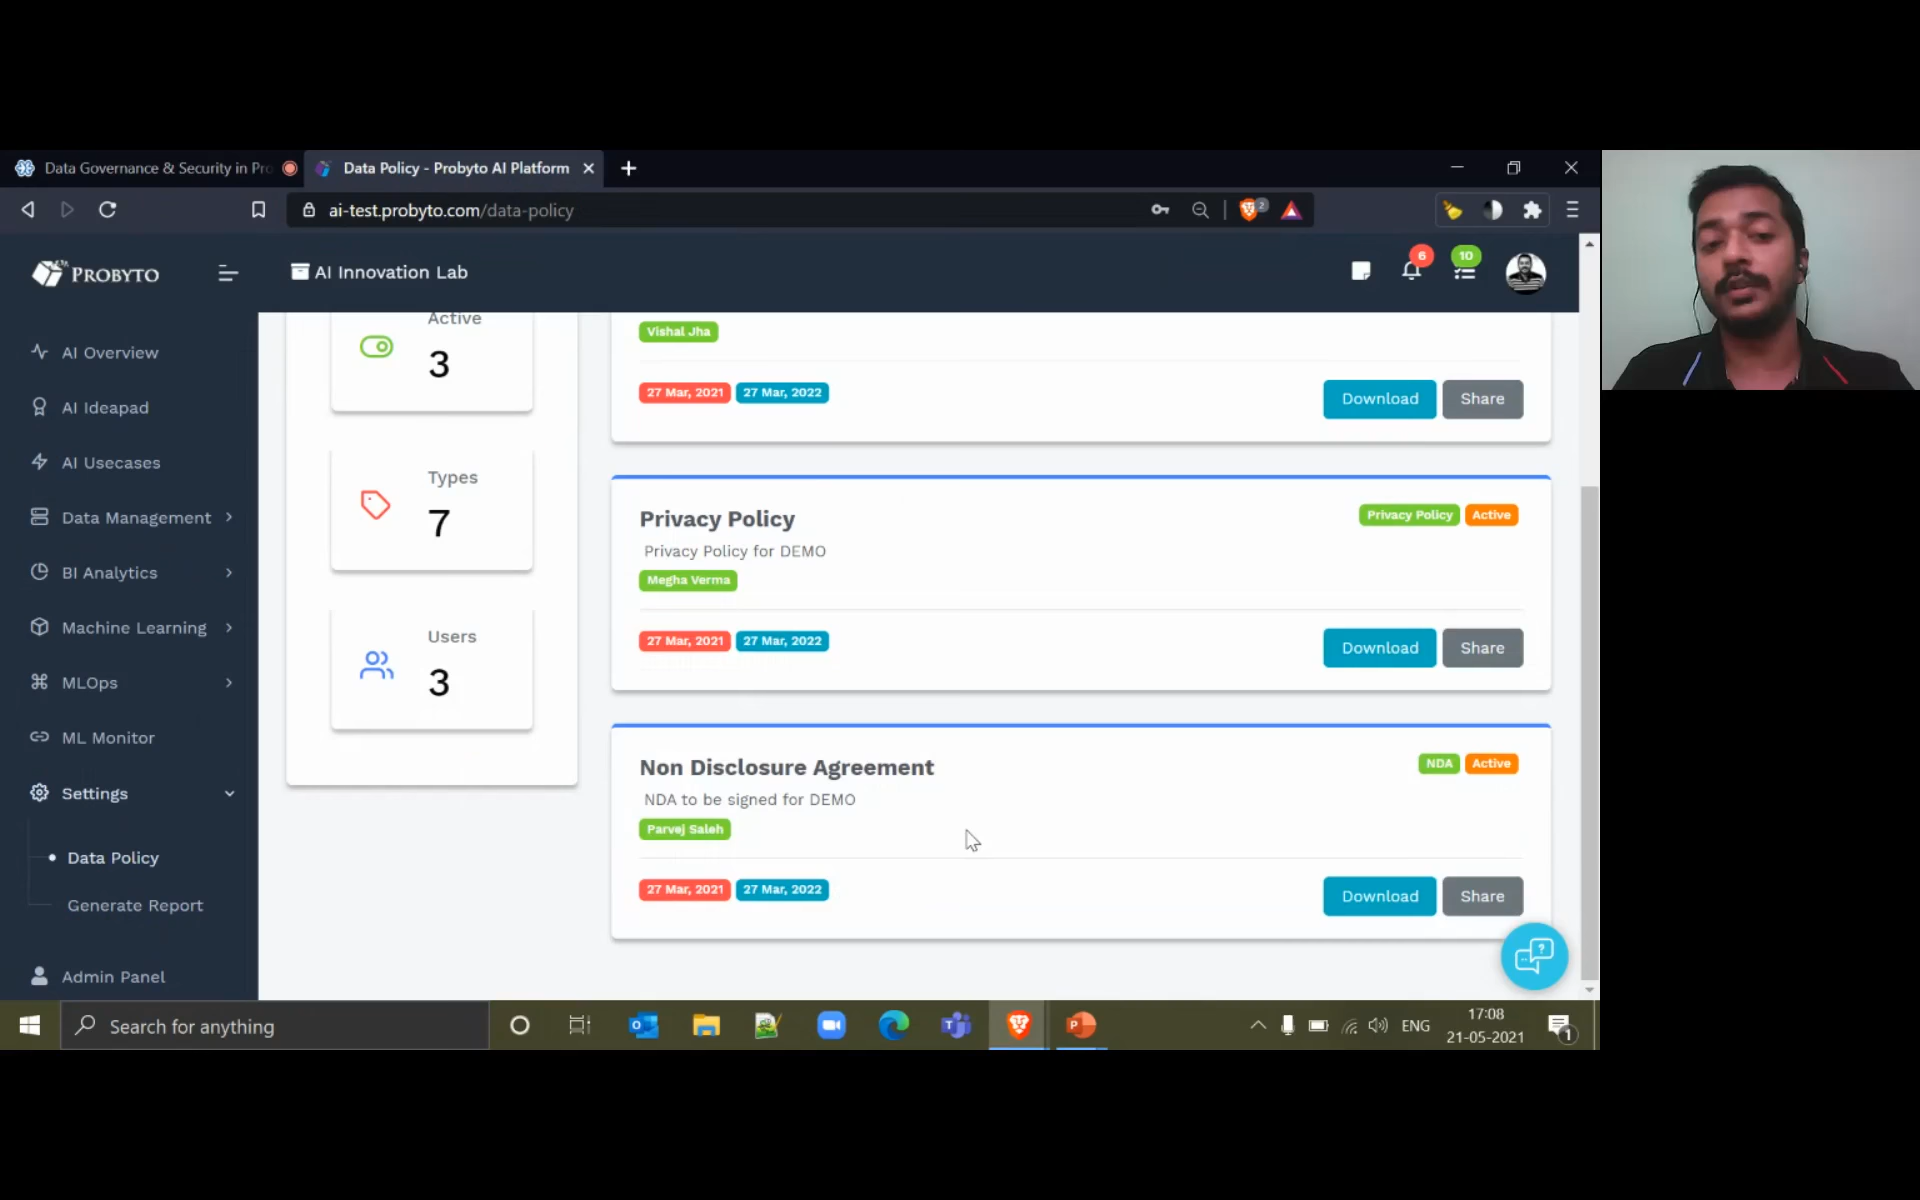 Data Governance & Security in Pro
Data Policy - Probyto AI Platform
ai-test.probyto.com/data-policy
2
PROBYTO
AI Innovation Lab
6
10
AI Overview
AI Ideapad
AI Usecases
Data Management
BI Analytics
Machine Learning
MLOps
ML Monitor
Settings
Data Policy
Generate Report
Admin Panel
Active
3
Types
7
Users
3
Vishal Jha
27 Mar, 2021 27 Mar, 2022
Download Share
Privacy Policy
Privacy Policy Active
Privacy Policy for DEMO
Megha Verma
27 Mar, 2021 27 Mar, 2022
Download Share
Non Disclosure Agreement
NDA Active
NDA to be signed for DEMO
Parvej Saleh
27 Mar, 2021 27 Mar, 2022
Download Share
Search for anything
ENG
17:08
21-05-2021
1